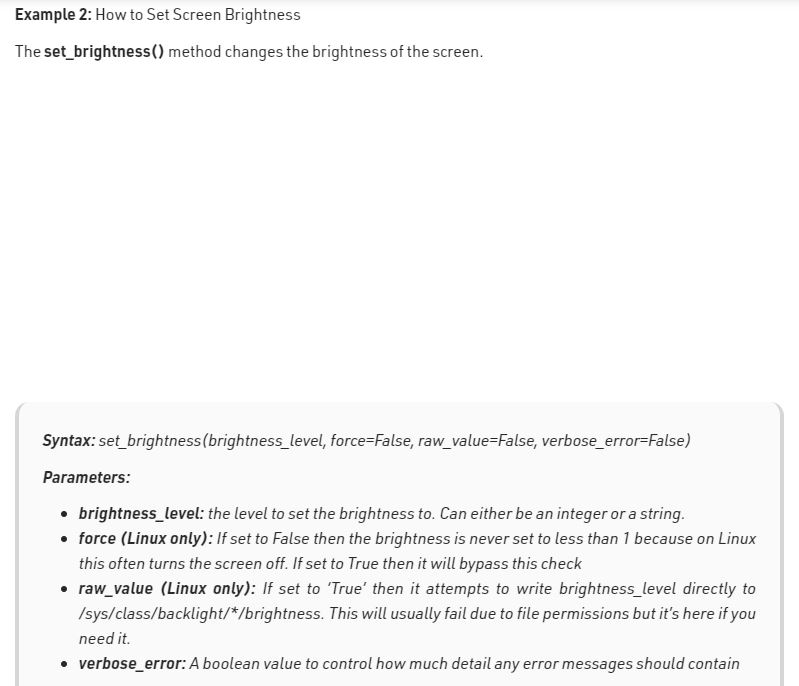 Example 2: How to Set Screen Brightness
The set_brightness() method changes the brightness of the screen.
Syntax: set_brightness(brightness_level, force=False, raw_value=False, verbose_error=False)
Parameters:
• brightness_level: the level to set the brightness to. Can either be an integer or a string.
• force (Linux only): If set to False then the brightness is never set to less than 1 because on Linux
this often turns the screen off. If set to True then it will bypass this check
• raw_value (Linux only): If set to ‘True’ then it attempts to write brightness_level directly to
/sys/class/backlight/*/brightness. This will usually fail due to file permissions but it’s here if you
need it.
• verbose_error: A boolean value to control how much detail any error messages should contain